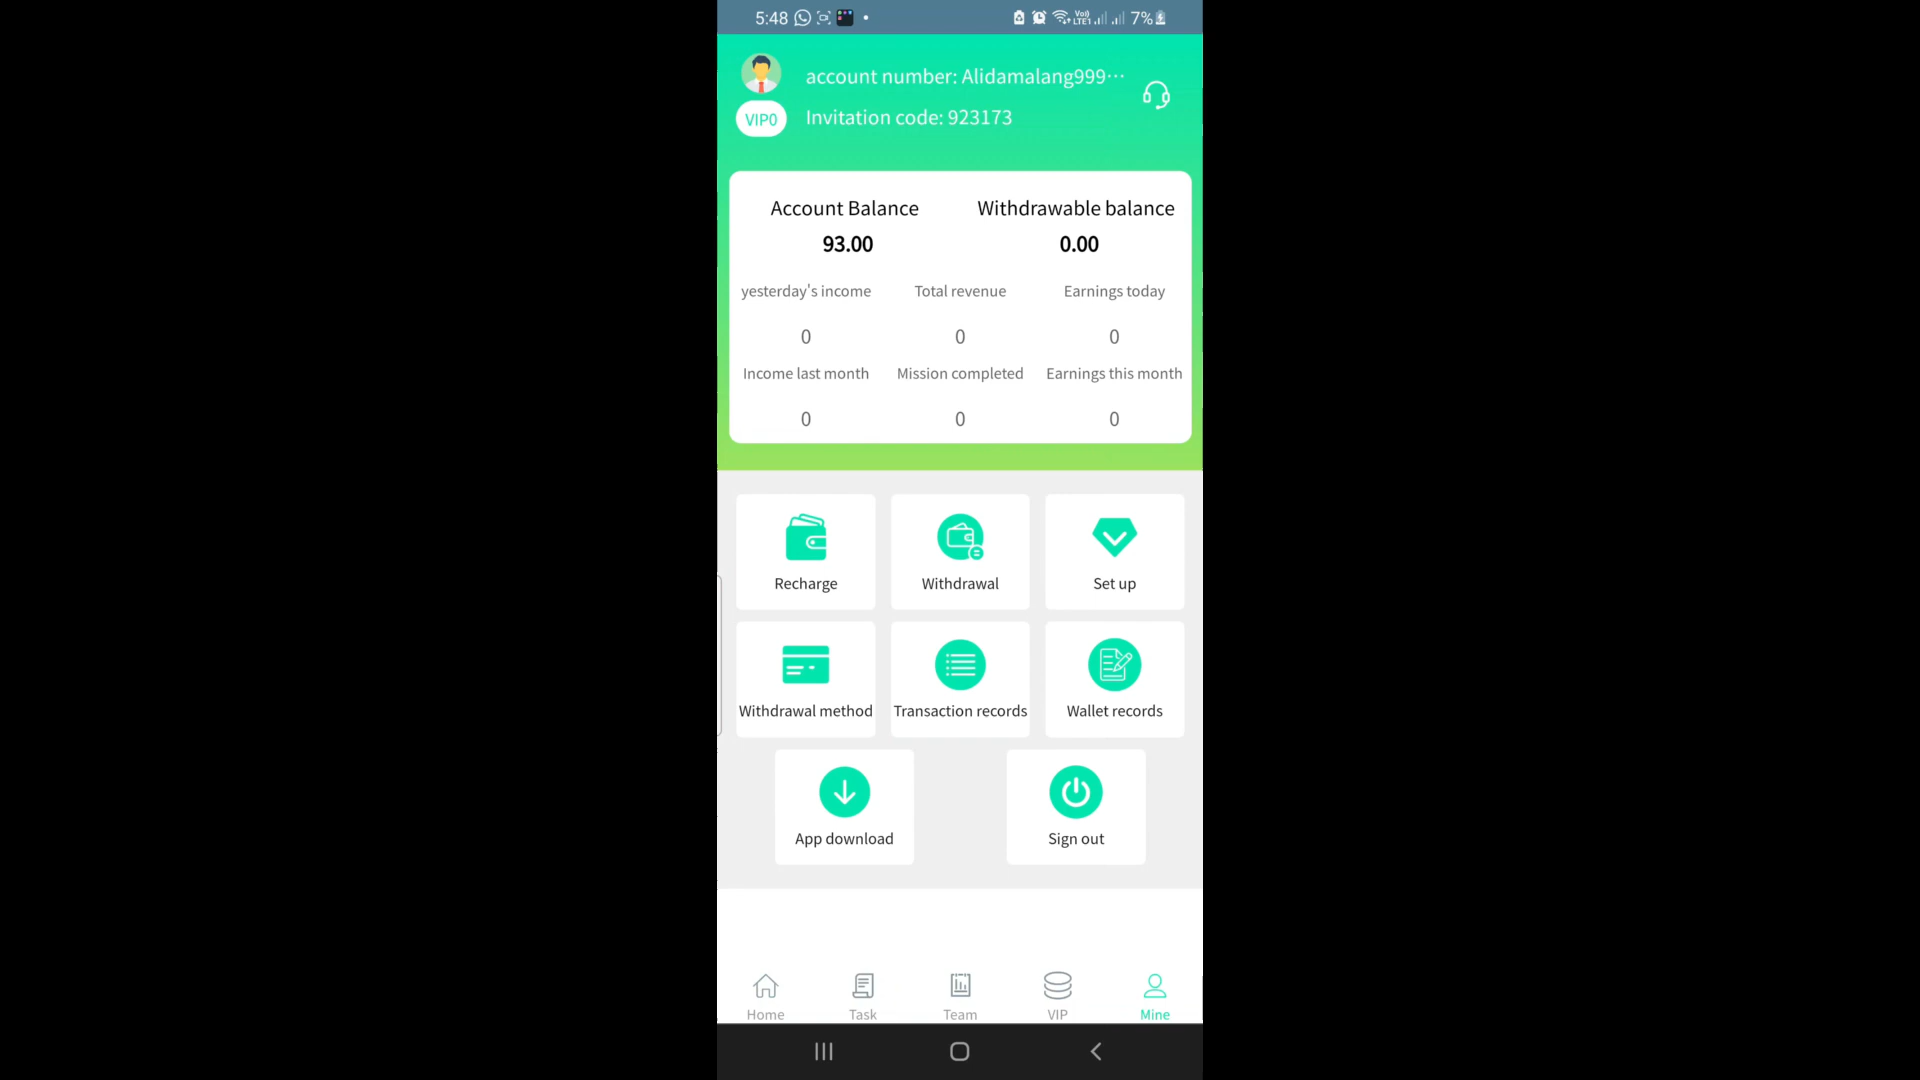 5:48
Vo)) LTE1 7%
account number: Alidamalang999···
VIP0
Invitation code: 923173
Account Balance Withdrawable balance
93.00 0.00
yesterday's income Total revenue Earnings today
0 0 0
Income last month Mission completed Earnings this month
0 0 0
Recharge Withdrawal Set up
Withdrawal method Transaction records Wallet records
App download Sign out
Home Task Team VIP Mine